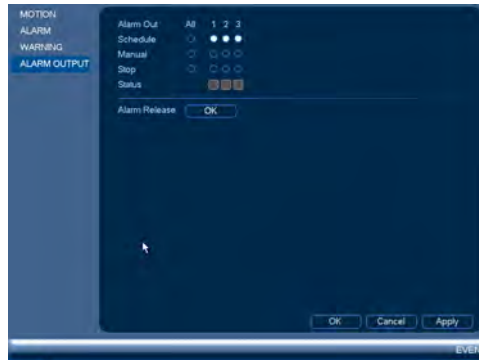 MOTION
ALARM
WARNING
ALARM OUTPUT
Alarm Out All 1 2 3
Schedule
Manual
Stop
Status
Alarm Release OK
OK Cancel Apply
EVEN